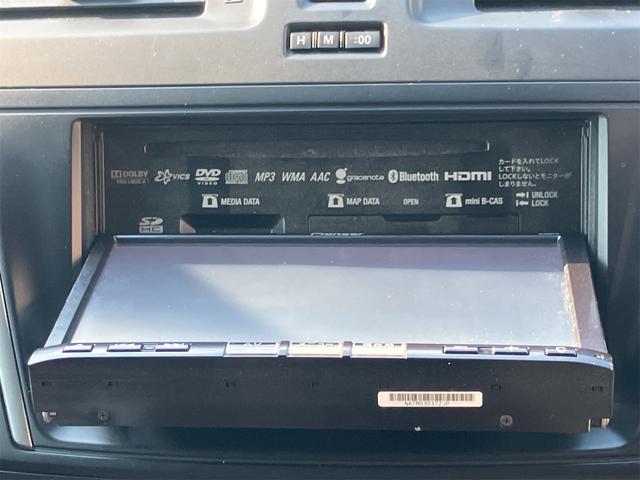 H M :00
DOLBY VICS DVD VIDEO MP3 WMA AAC gracenote Bluetooth HDMI
カードを入れてLOCK
して下さい。
LOCKしないとモニターが
しまりません。
UNLOCK
LOCK
MEDIA DATA MAP DATA OPEN mini B-CAS
SD HC
Pioneer
NATM030372JP